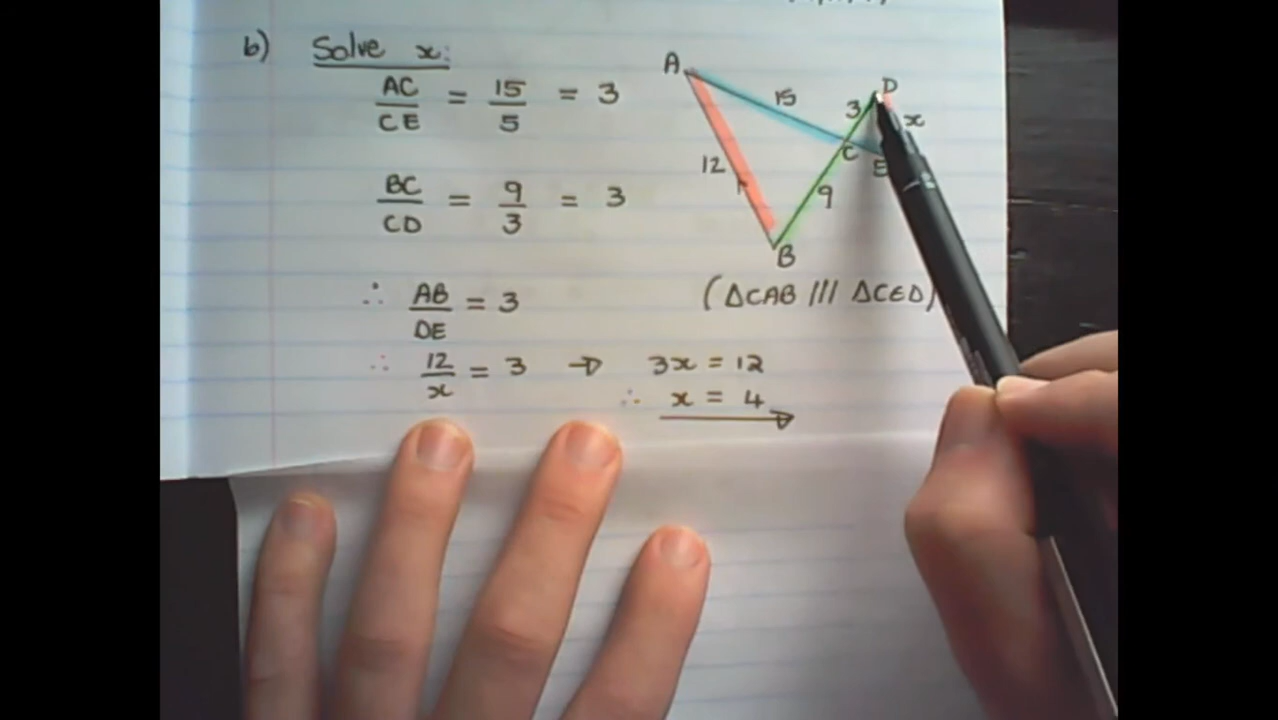 b) Solve x:
AC/CE = 15/5 = 3
BC/CD = 9/3 = 3
∴ AB/DE = 3
∴ 12/x = 3 → 3x = 12
∴ x = 4
A
D
15
3
x
C
5
12
9
B
(ΔCAB /// ΔCED)